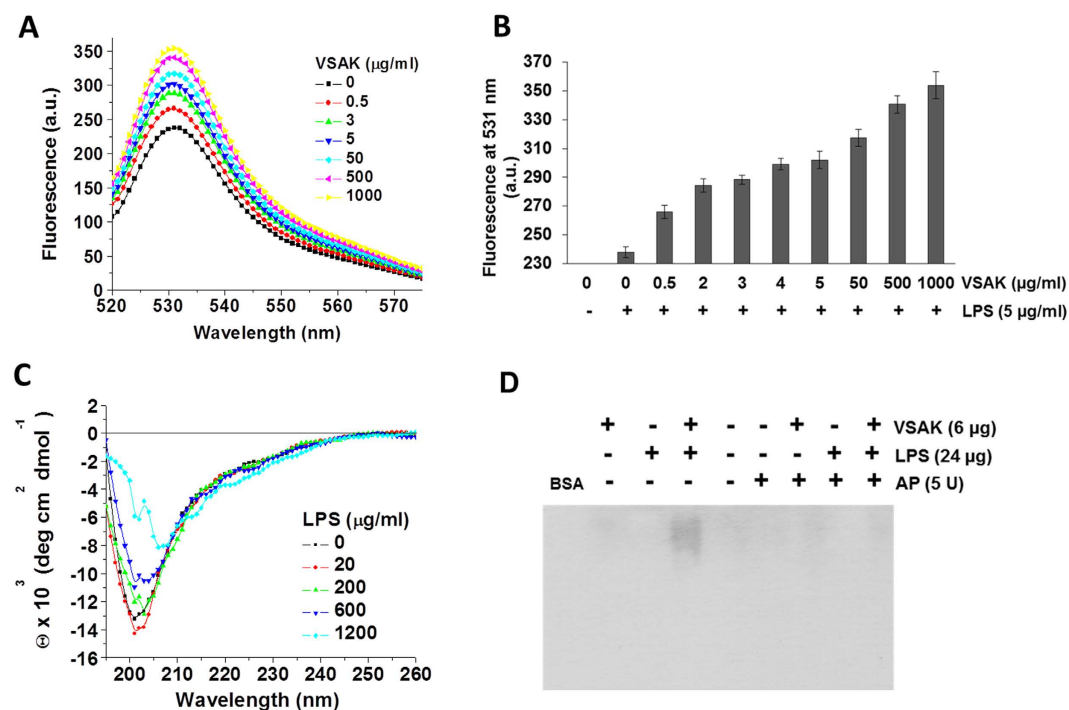 A
Fluorescence (a.u.)
350
300
250
200
150
100
50
0
520 530 540 550 560 570
Wavelength (nm)
VSAK (μg/ml)
0
0.5
3
5
50
500
1000
B
Fluorescence at 531 nm
(a.u.)
370
350
330
310
290
270
250
230
0 0 0.5 2 3 4 5 50 500 1000 VSAK (μg/ml)
- + + + + + + + + + LPS (5 μg/ml)
C
Θ x 10³ (deg cm² dmol⁻¹)
2
0
-2
-4
-6
-8
-10
-12
-14
-16
200 210 220 230 240 250 260
Wavelength (nm)
LPS (μg/ml)
0
20
200
600
1200
D
+ - + - - + - + VSAK (6 μg)
- + + - - - + + LPS (24 μg)
BSA - - - - + + + + AP (5 U)